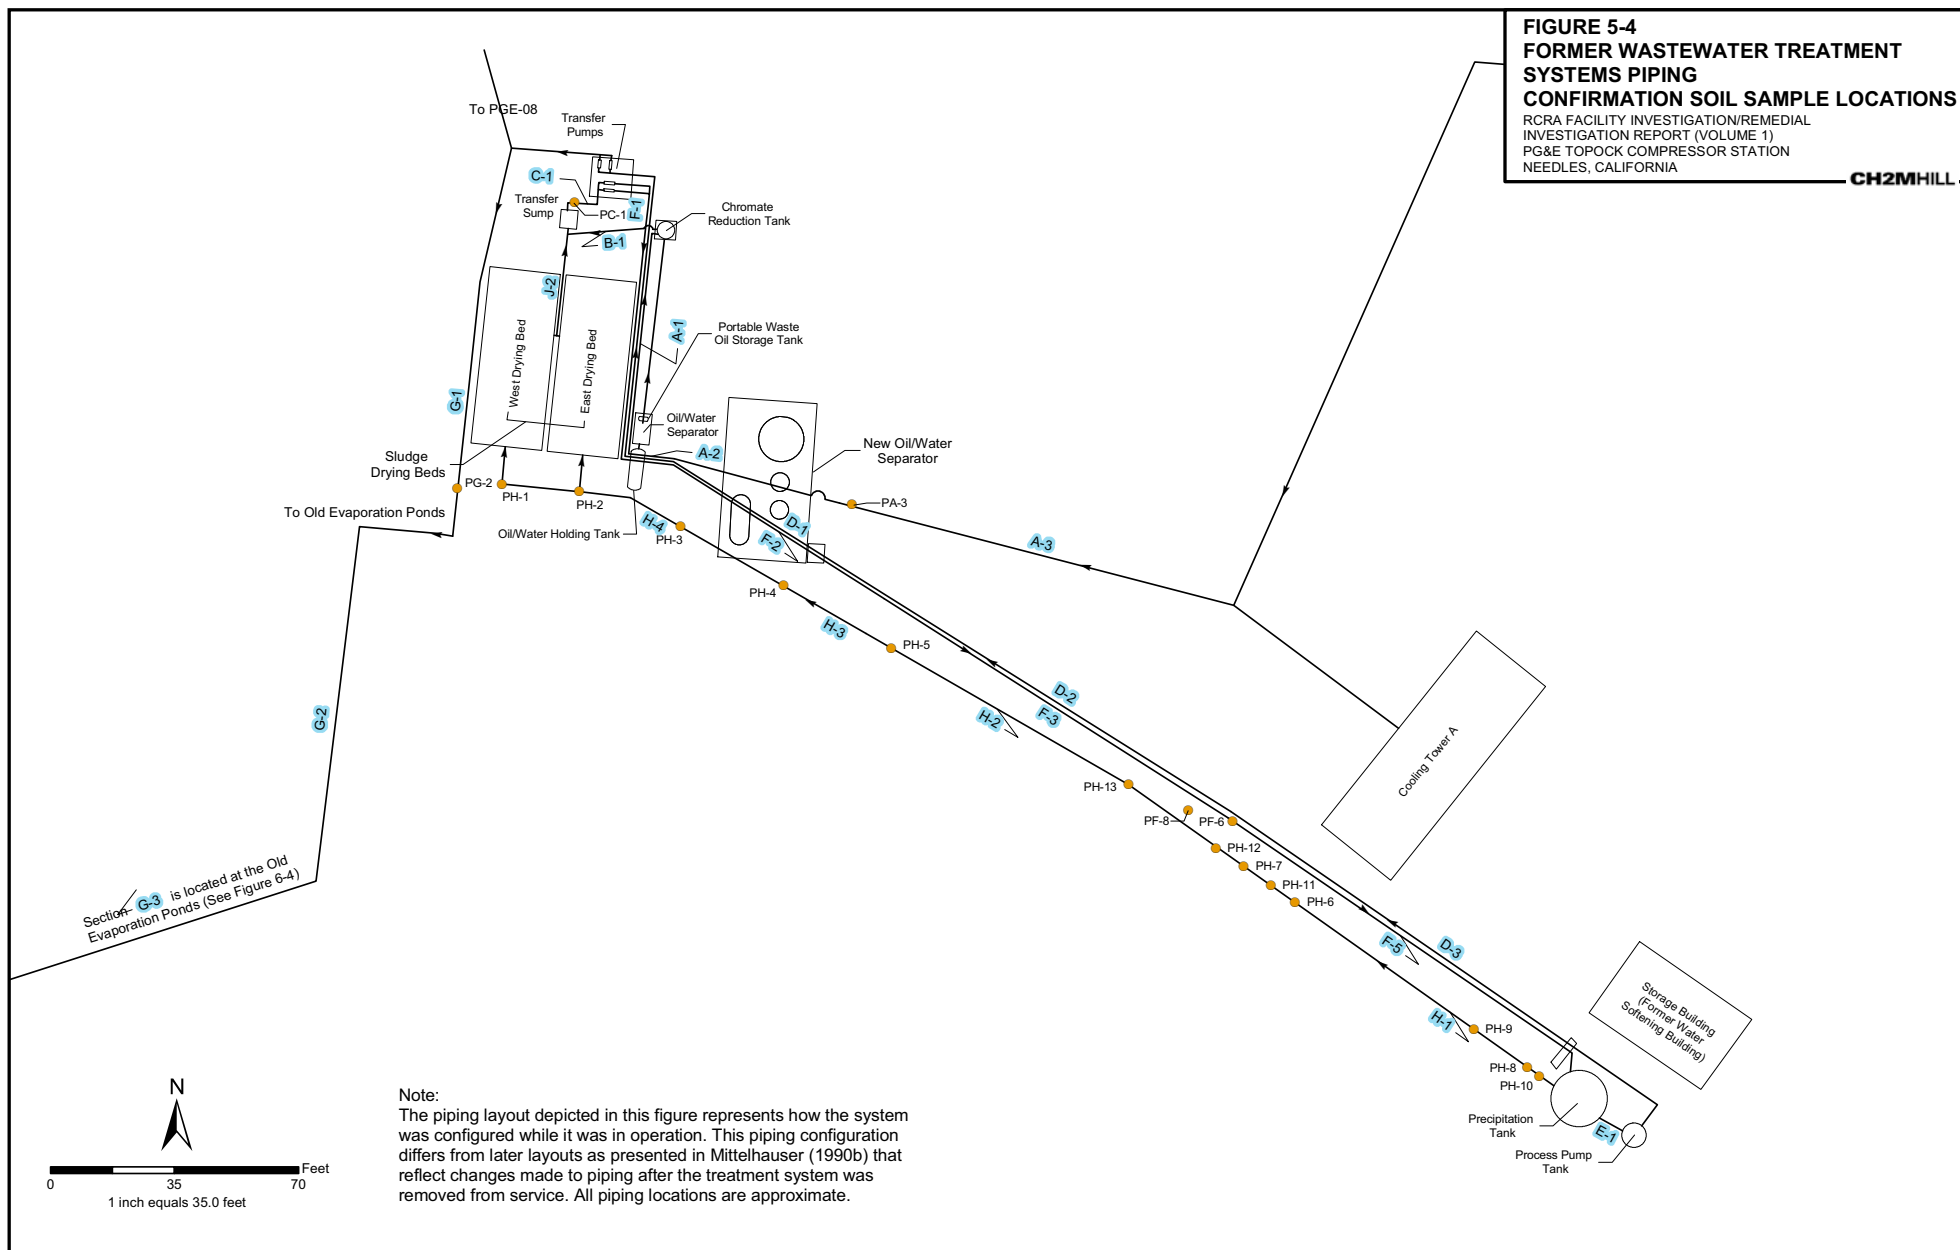 FIGURE 5-4
FORMER WASTEWATER TREATMENT
SYSTEMS PIPING
CONFIRMATION SOIL SAMPLE LOCATIONS
RCRA FACILITY INVESTIGATION/REMEDIAL
INVESTIGATION REPORT (VOLUME 1)
PG&E TOPOCK COMPRESSOR STATION
NEEDLES, CALIFORNIA
CH2MHILL
To PGE-08
Transfer
Pumps
C-1
Transfer
Sump
PC-1
F-1
Chromate
Reduction Tank
B-1
J-2
A-1
Portable Waste
Oil Storage Tank
West Drying Bed
East Drying Bed
G-1
Oil/Water
Separator
A-2
New Oil/Water
Separator
Sludge
Drying Beds
PG-2
PH-1
PH-2
PA-3
To Old Evaporation Ponds
Oil/Water Holding Tank
H-4
PH-3
D-1
F-2
A-3
PH-4
H-3
PH-5
D-2
F-3
H-2
G-2
Cooling Tower A
PH-13
PF-8
PF-6
PH-12
PH-7
PH-11
PH-6
Section G-3 is located at the Old
Evaporation Ponds (See Figure 6-4)
F-5
D-3
Storage Building
(Former Water
Softening Building)
H-1
PH-9
PH-8
PH-10
Precipitation
Tank
E-1
Process Pump
Tank
N
Feet
0 35 70
1 inch equals 35.0 feet
Note:
The piping layout depicted in this figure represents how the system
was configured while it was in operation. This piping configuration
differs from later layouts as presented in Mittelhauser (1990b) that
reflect changes made to piping after the treatment system was
removed from service. All piping locations are approximate.